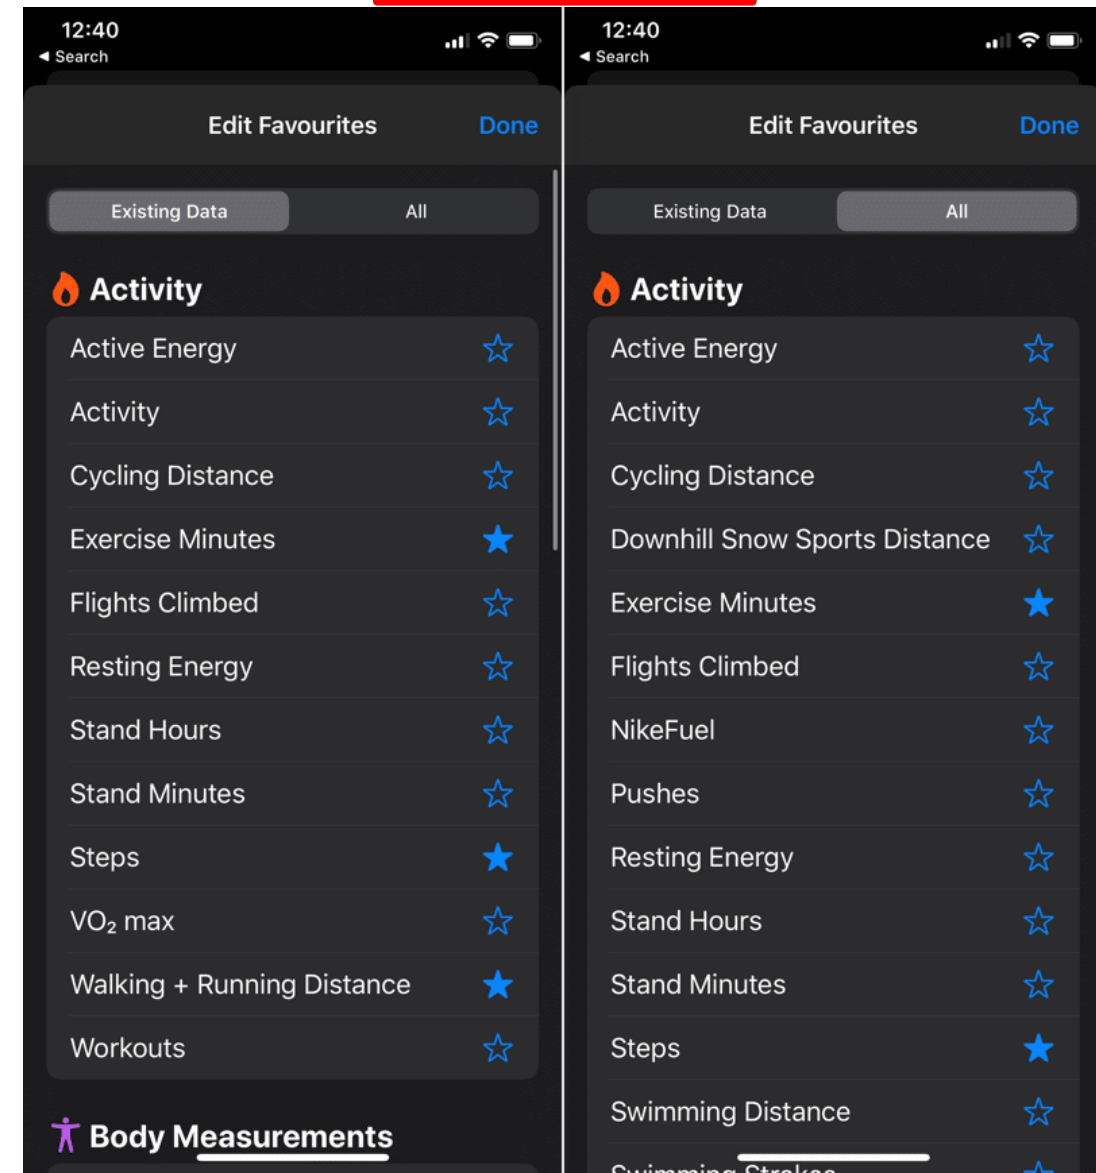 12:40
◀ Search
Edit Favourites
Done
Existing Data
All
Activity
Active Energy
Activity
Cycling Distance
Exercise Minutes
Flights Climbed
Resting Energy
Stand Hours
Stand Minutes
Steps
VO₂ max
Walking + Running Distance
Workouts
Body Measurements
12:40
◀ Search
Edit Favourites
Done
Existing Data
All
Activity
Active Energy
Activity
Cycling Distance
Downhill Snow Sports Distance
Exercise Minutes
Flights Climbed
NikeFuel
Pushes
Resting Energy
Stand Hours
Stand Minutes
Steps
Swimming Distance
Swimming Strokes